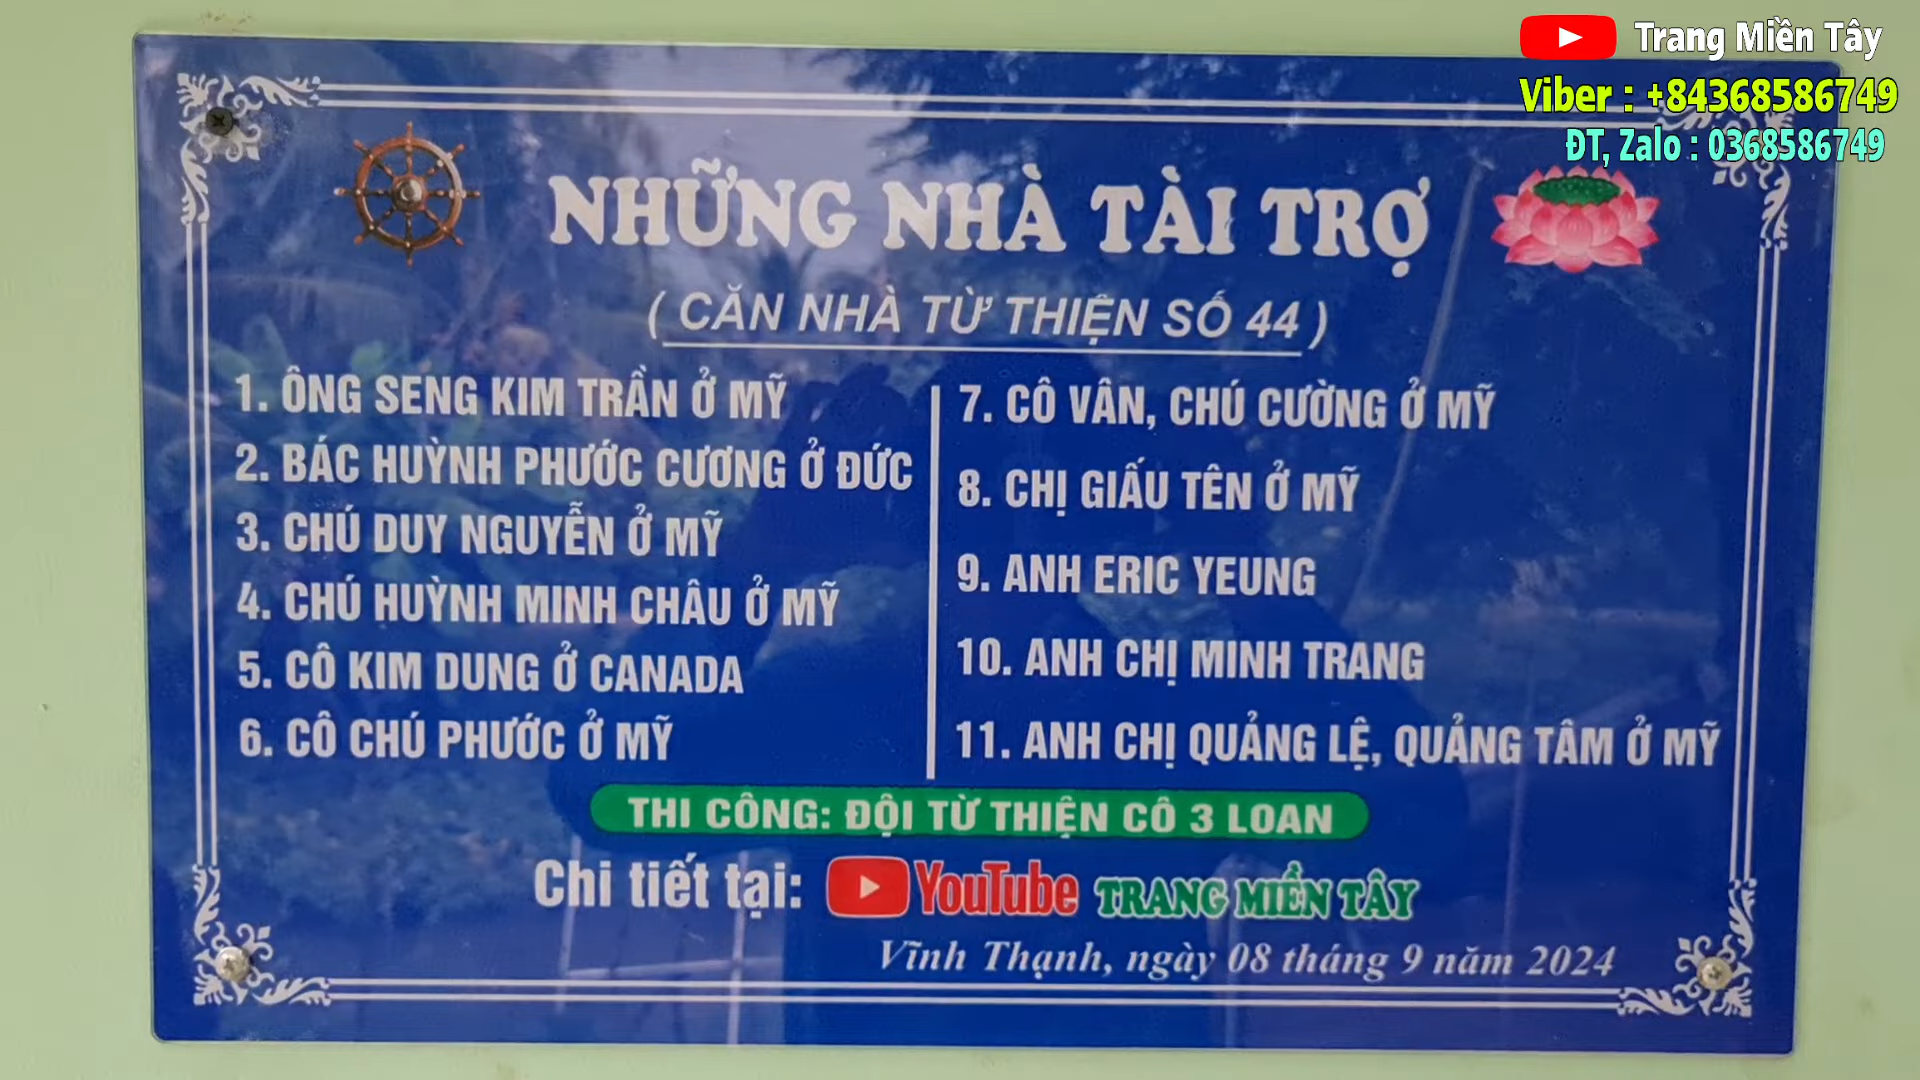 Trang Miền Tây
Viber : +84368586749
ĐT, Zalo : 0368586749
NHỮNG NHÀ TÀI TRỢ
( CĂN NHÀ TỪ THIỆN SỐ 44 )
1. ÔNG SENG KIM TRẦN Ở MỸ
2. BÁC HUỲNH PHƯỚC CƯƠNG Ở ĐỨC
3. CHÚ DUY NGUYỄN Ở MỸ
4. CHÚ HUỲNH MINH CHÂU Ở MỸ
5. CÔ KIM DUNG Ở CANADA
6. CÔ CHÚ PHƯỚC Ở MỸ
7. CÔ VÂN, CHÚ CƯỜNG Ở MỸ
8. CHỊ GIẤU TÊN Ở MỸ
9. ANH ERIC YEUNG
10. ANH CHỊ MINH TRANG
11. ANH CHỊ QUẢNG LỆ, QUẢNG TÂM Ở MỸ
THI CÔNG: ĐỘI TỪ THIỆN CÔ 3 LOAN
Chi tiết tại: YouTube TRANG MIỀN TÂY
Vĩnh Thạnh, ngày 08 tháng 9 năm 2024